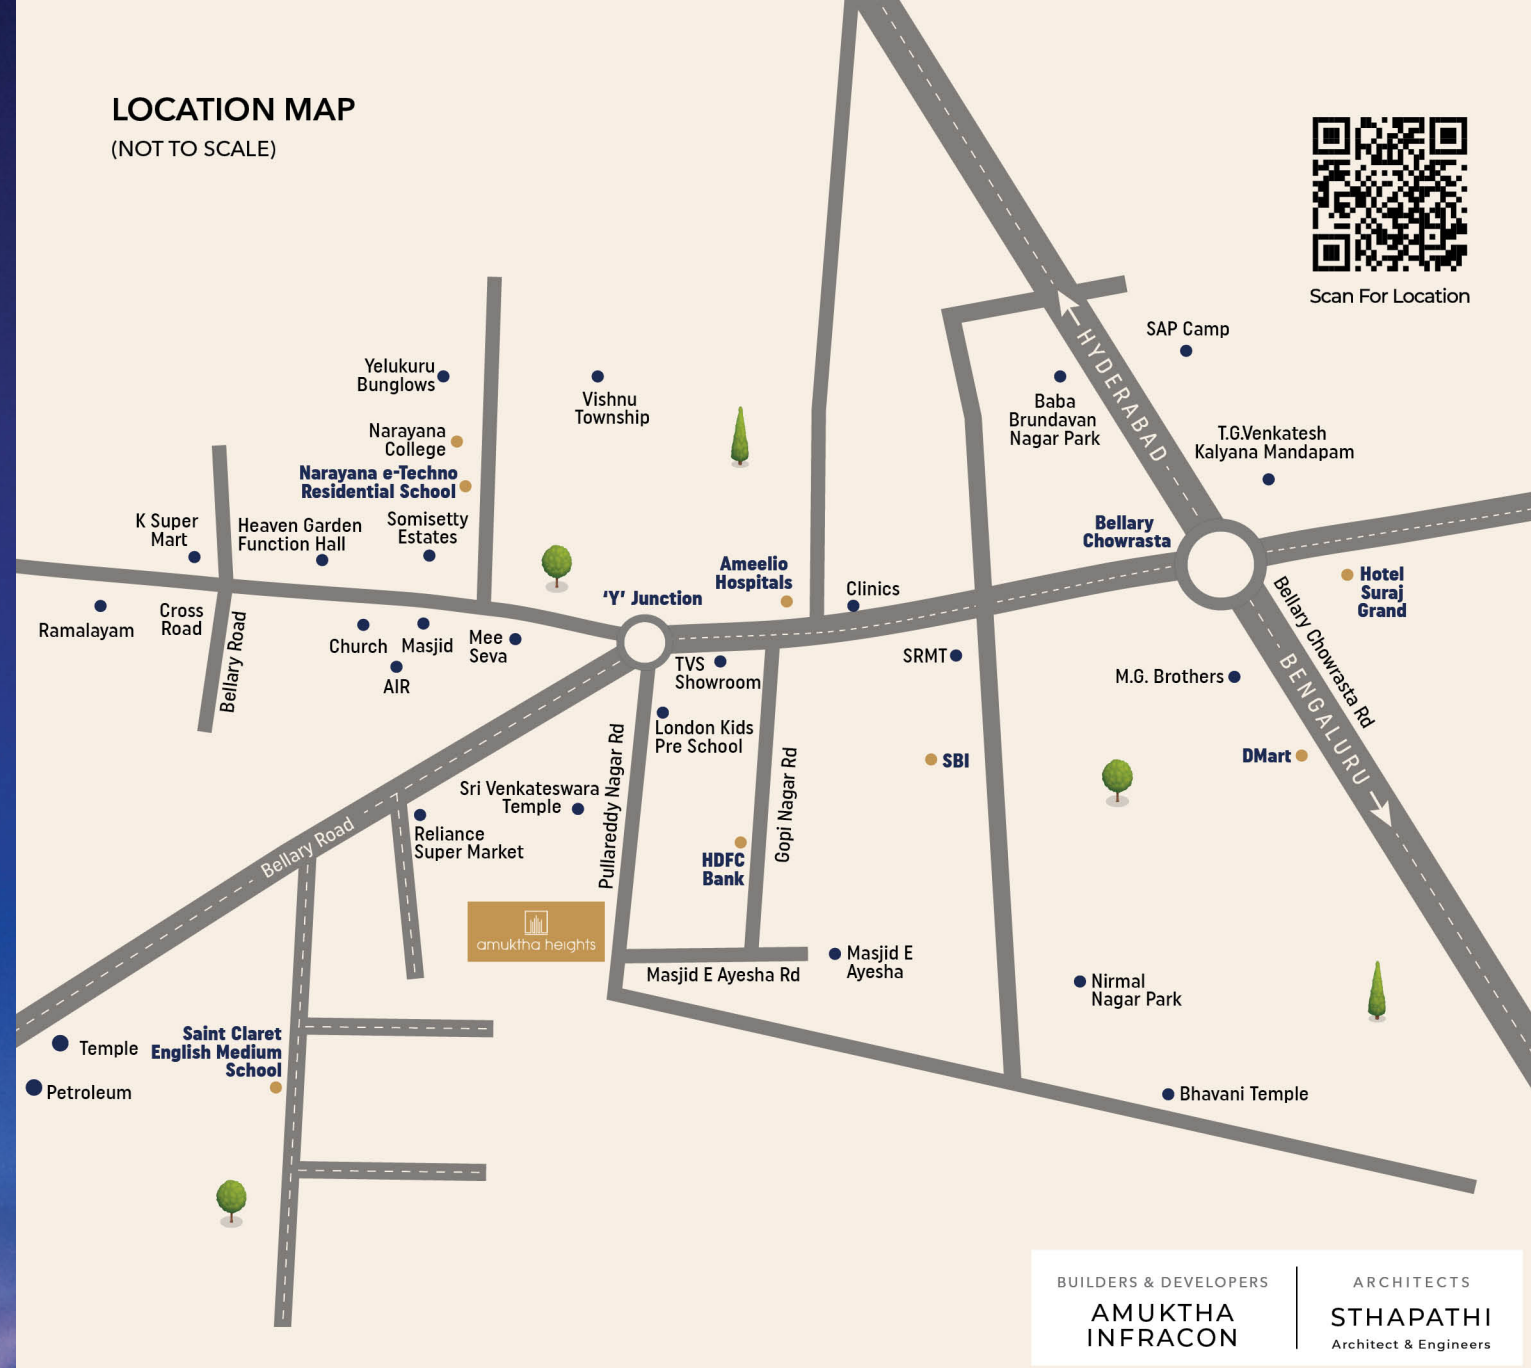 LOCATION MAP
(NOT TO SCALE)
Scan For Location
HYDERABAD
SAP Camp
Yelukuru
Bunglows
Vishnu
Township
Baba
Brundavan
Nagar Park
Narayana
College
T.G.Venkatesh
Kalyana Mandapam
Narayana e-Techno
Residential School
K Super
Mart
Heaven Garden
Function Hall
Somisetty
Estates
Bellary
Chowrasta
Ameelio
Hospitals
Clinics
Hotel
Suraj
Grand
'Y' Junction
Ramalayam
Cross
Road
Bellary Road
Church
Masjid
Mee
Seva
AIR
TVS
Showroom
SRMT
M.G. Brothers
Bellary Chowrasta Rd
BENGALURU
London Kids
Pre School
Pullareddy Nagar Rd
Gopi Nagar Rd
SBI
DMart
Sri Venkateswara
Temple
Reliance
Super Market
Bellary Road
HDFC
Bank
amuktha heights
Masjid E Ayesha Rd
Masjid E
Ayesha
Nirmal
Nagar Park
Temple
Petroleum
Saint Claret
English Medium
School
Bhavani Temple
BUILDERS & DEVELOPERS
AMUKTHA
INFRACON
ARCHITECTS
STHAPATHI
Architect & Engineers